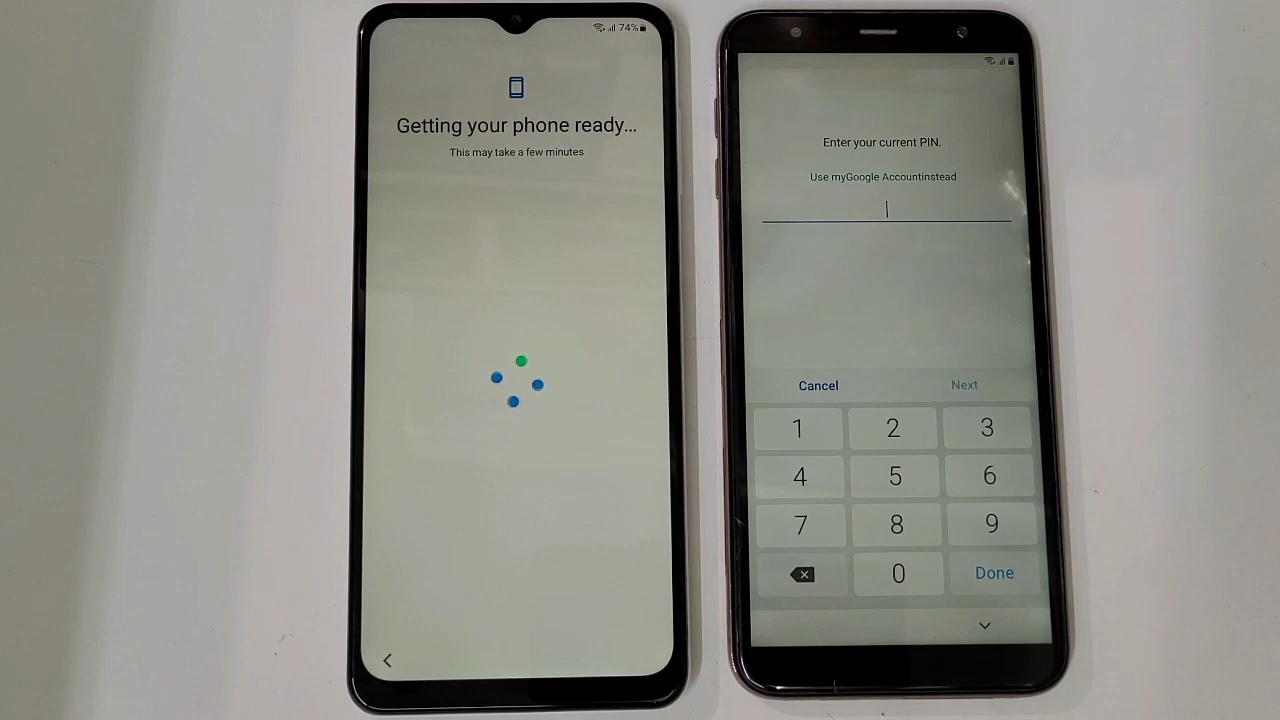 74%
Getting your phone ready...
This may take a few minutes
Enter your current PIN.
Use myGoogle Accountinstead
Cancel Next
1 2 3
4 5 6
7 8 9
0 Done